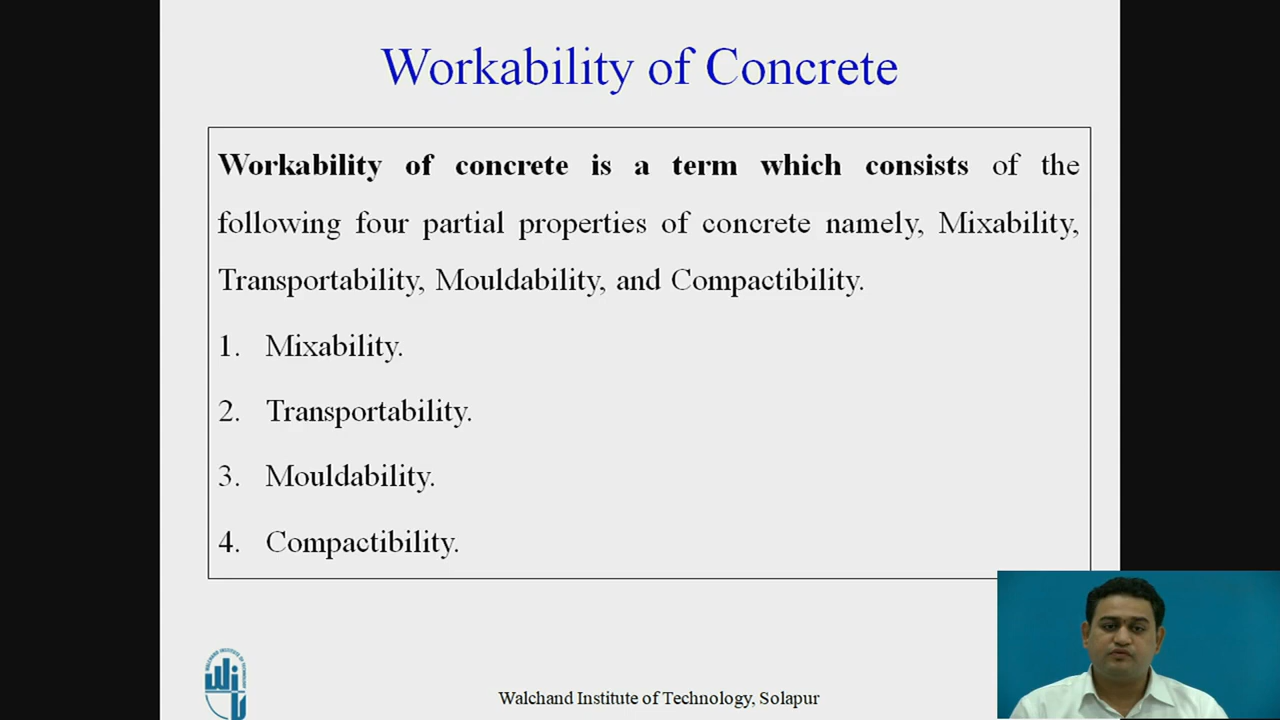 Workability of Concrete
Workability of concrete is a term which consists of the
following four partial properties of concrete namely, Mixability,
Transportability, Mouldability, and Compactibility.
1. Mixability.
2. Transportability.
3. Mouldability.
4. Compactibility.
Walchand Institute of Technology, Solapur